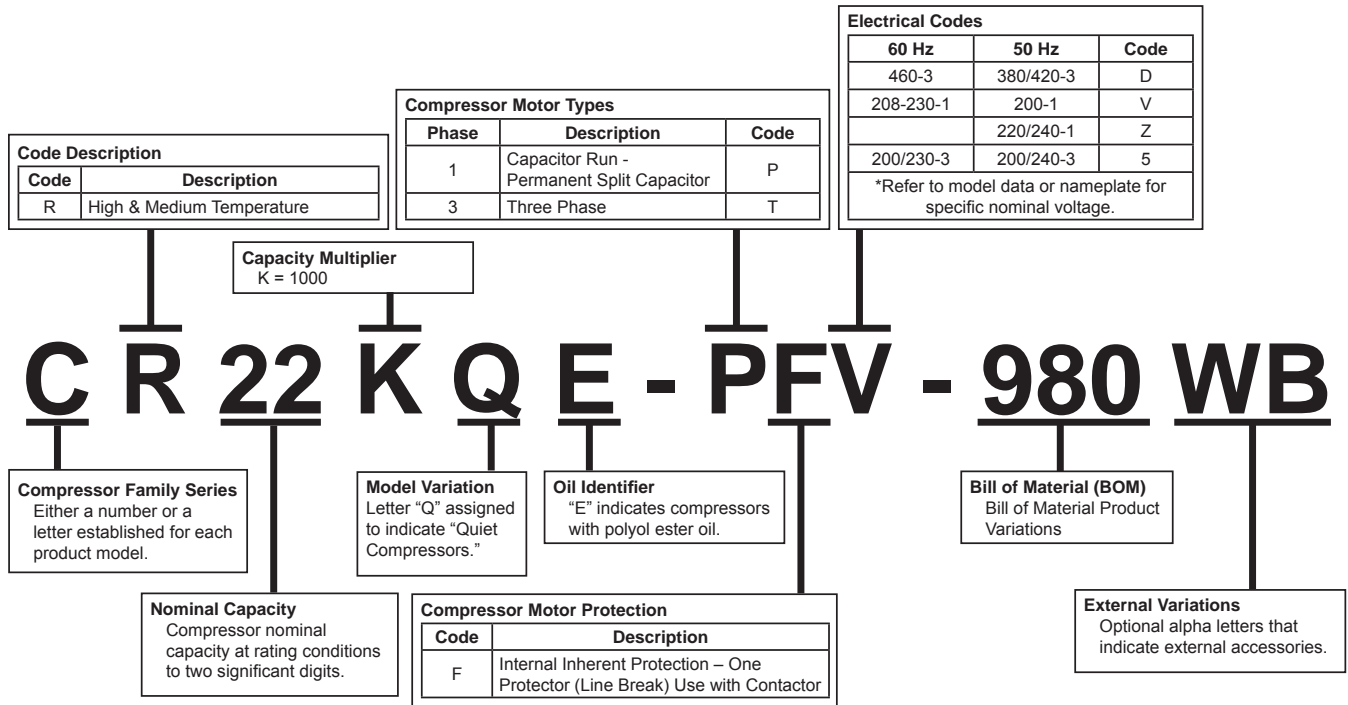 Electrical Codes
60 Hz 50 Hz Code
460-3 380/420-3 D
208-230-1 200-1 V
220/240-1 Z
200/230-3 200/240-3 5
*Refer to model data or nameplate for
specific nominal voltage.
Compressor Motor Types
Phase Description Code
1 Capacitor Run -
Permanent Split Capacitor P
3 Three Phase T
Code Description
Code Description
R High & Medium Temperature
Capacity Multiplier
K = 1000
C R 22 K Q E - P F V - 980 WB
Compressor Family Series
Either a number or a
letter established for each
product model.
Model Variation
Letter “Q” assigned
to indicate “Quiet
Compressors.”
Oil Identifier
“E” indicates compressors
with polyol ester oil.
Bill of Material (BOM)
Bill of Material Product
Variations
Nominal Capacity
Compressor nominal
capacity at rating conditions
to two significant digits.
Compressor Motor Protection
Code Description
F Internal Inherent Protection – One
Protector (Line Break) Use with Contactor
External Variations
Optional alpha letters that
indicate external accessories.